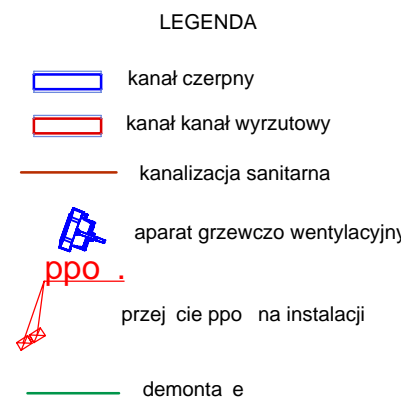 LEGENDA
kanał czerpny
kanał kanał wyrzutowy
kanalizacja sanitarna
aparat grzewczo wentylacyjny
ppo .
przej cie ppo na instalacji
demonta e